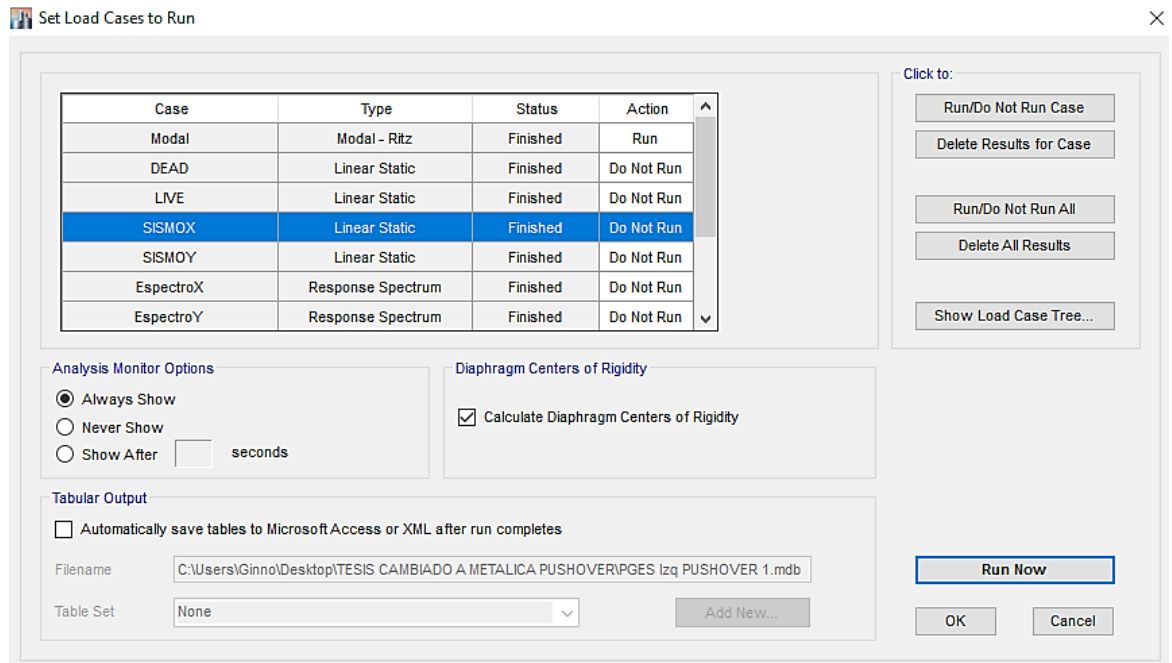 Set Load Cases to Run
Click to:
Case Type Status Action
Modal Modal - Ritz Finished Run
DEAD Linear Static Finished Do Not Run
LIVE Linear Static Finished Do Not Run
SISMOX Linear Static Finished Do Not Run
SISMOY Linear Static Finished Do Not Run
EspectroX Response Spectrum Finished Do Not Run
EspectroY Response Spectrum Finished Do Not Run
Run/Do Not Run Case
Delete Results for Case
Run/Do Not Run All
Delete All Results
Show Load Case Tree...
Analysis Monitor Options
Always Show
Never Show
Show After seconds
Diaphragm Centers of Rigidity
Calculate Diaphragm Centers of Rigidity
Tabular Output
Automatically save tables to Microsoft Access or XML after run completes
Filename C:\Users\Ginno\Desktop\TESIS CAMBIADO A METALICA PUSHOVER\PGES Izq PUSHOVER 1.mdb
Table Set None Add New...
Run Now
OK Cancel